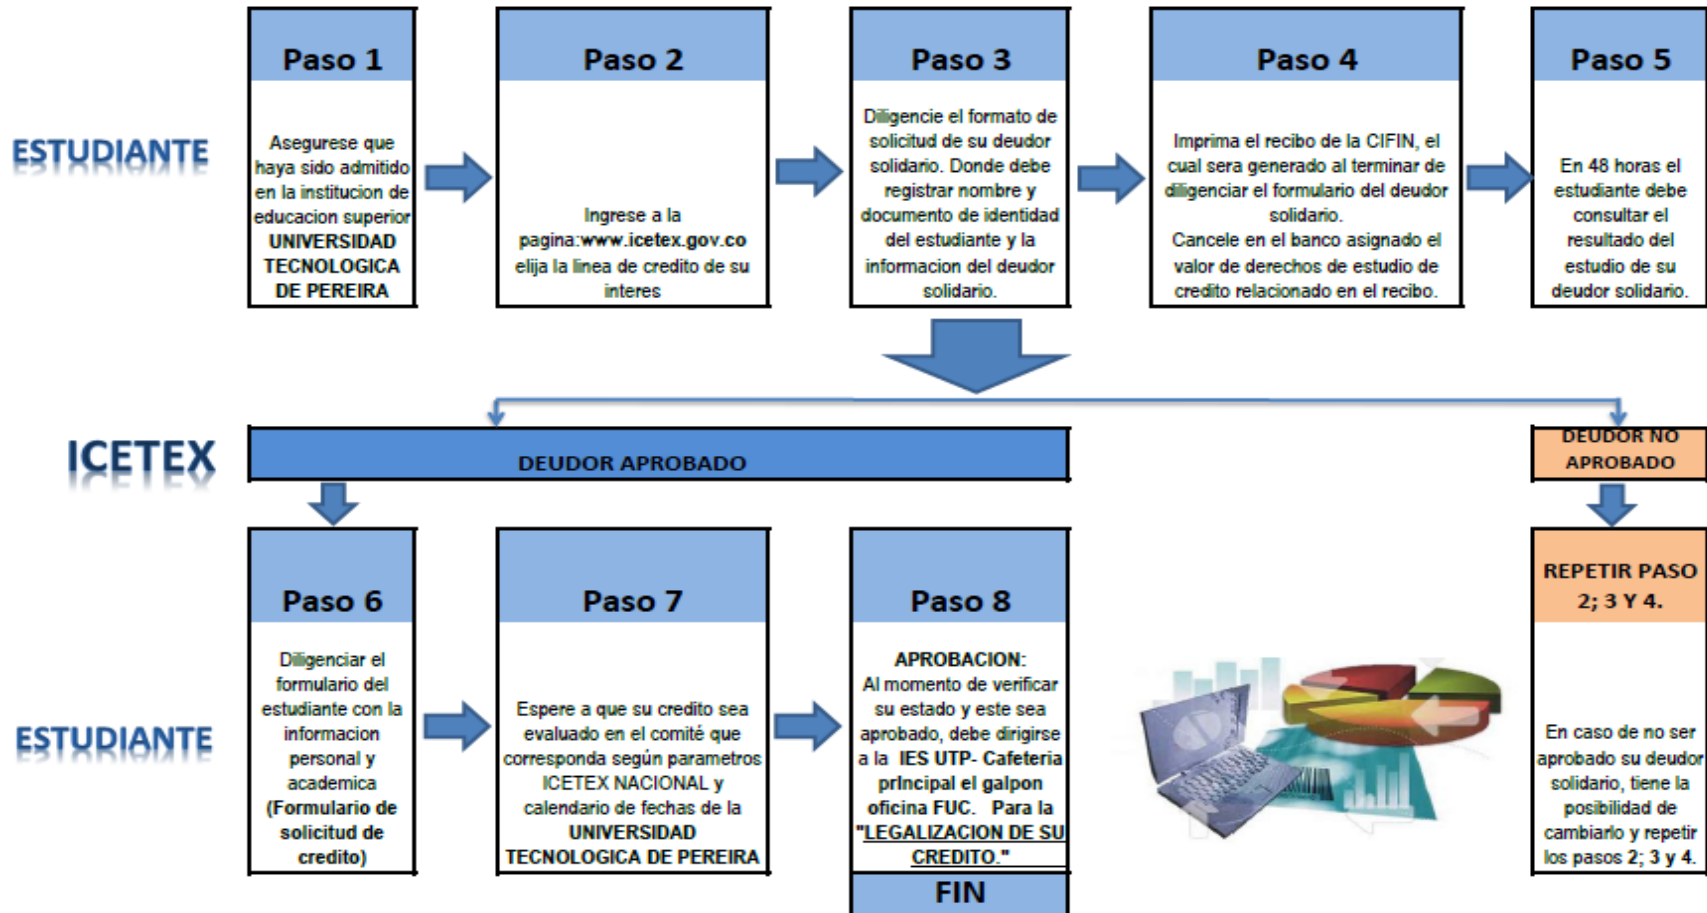 ESTUDIANTE
Paso 1
Asegurese que
haya sido admitido
en la institucion de
educacion superior
UNIVERSIDAD
TECNOLOGICA
DE PEREIRA
Paso 2
Ingrese a la
pagina:www.icetex.gov.co
elija la linea de credito de su
interes
Paso 3
Diligencie el formato de
solicitud de su deudor
solidario. Donde debe
registrar nombre y
documento de identidad
del estudiante y la
informacion del deudor
solidario.
Paso 4
Imprima el recibo de la CIFIN, el
cual sera generado al terminar de
diligenciar el formulario del deudor
solidario.
Cancele en el banco asignado el
valor de derechos de estudio de
credito relacionado en el recibo.
Paso 5
En 48 horas el
estudiante debe
consultar el
resultado del
estudio de su
deudor solidario.
ICETEX
DEUDOR APROBADO
DEUDOR NO
APROBADO
ESTUDIANTE
Paso 6
Diligenciar el
formulario del
estudiante con la
informacion
personal y
academica
(Formulario de
solicitud de
credito)
Paso 7
Espere a que su credito sea
evaluado en el comité que
corresponda según parametros
ICETEX NACIONAL y
calendario de fechas de la
UNIVERSIDAD
TECNOLOGICA DE PEREIRA
Paso 8
APROBACION:
Al momento de verificar
su estado y este sea
aprobado, debe dirigirse
a la IES UTP- Cafeteria
principal el galpon
oficina FUC. Para la
"LEGALIZACION DE SU
CREDITO."
FIN
REPETIR PASO
2; 3 Y 4.
En caso de no ser
aprobado su deudor
solidario, tiene la
posibilidad de
cambiarlo y repetir
los pasos 2; 3 y 4.